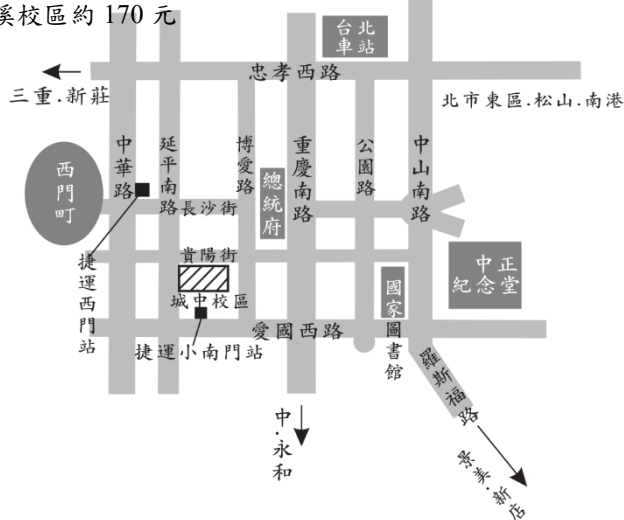 溪校區約 170 元
台北
車站
忠孝西路
三重.新莊
北市東區.松山.南港
中華路
延平南路
博愛路
重慶南路
公園路
中山南路
西門町
總統府
長沙街
貴陽街
中正
紀念堂
捷運西門站
城中校區
國家圖書館
愛國西路
捷運小南門站
羅斯福路
中.永和
景美.新店